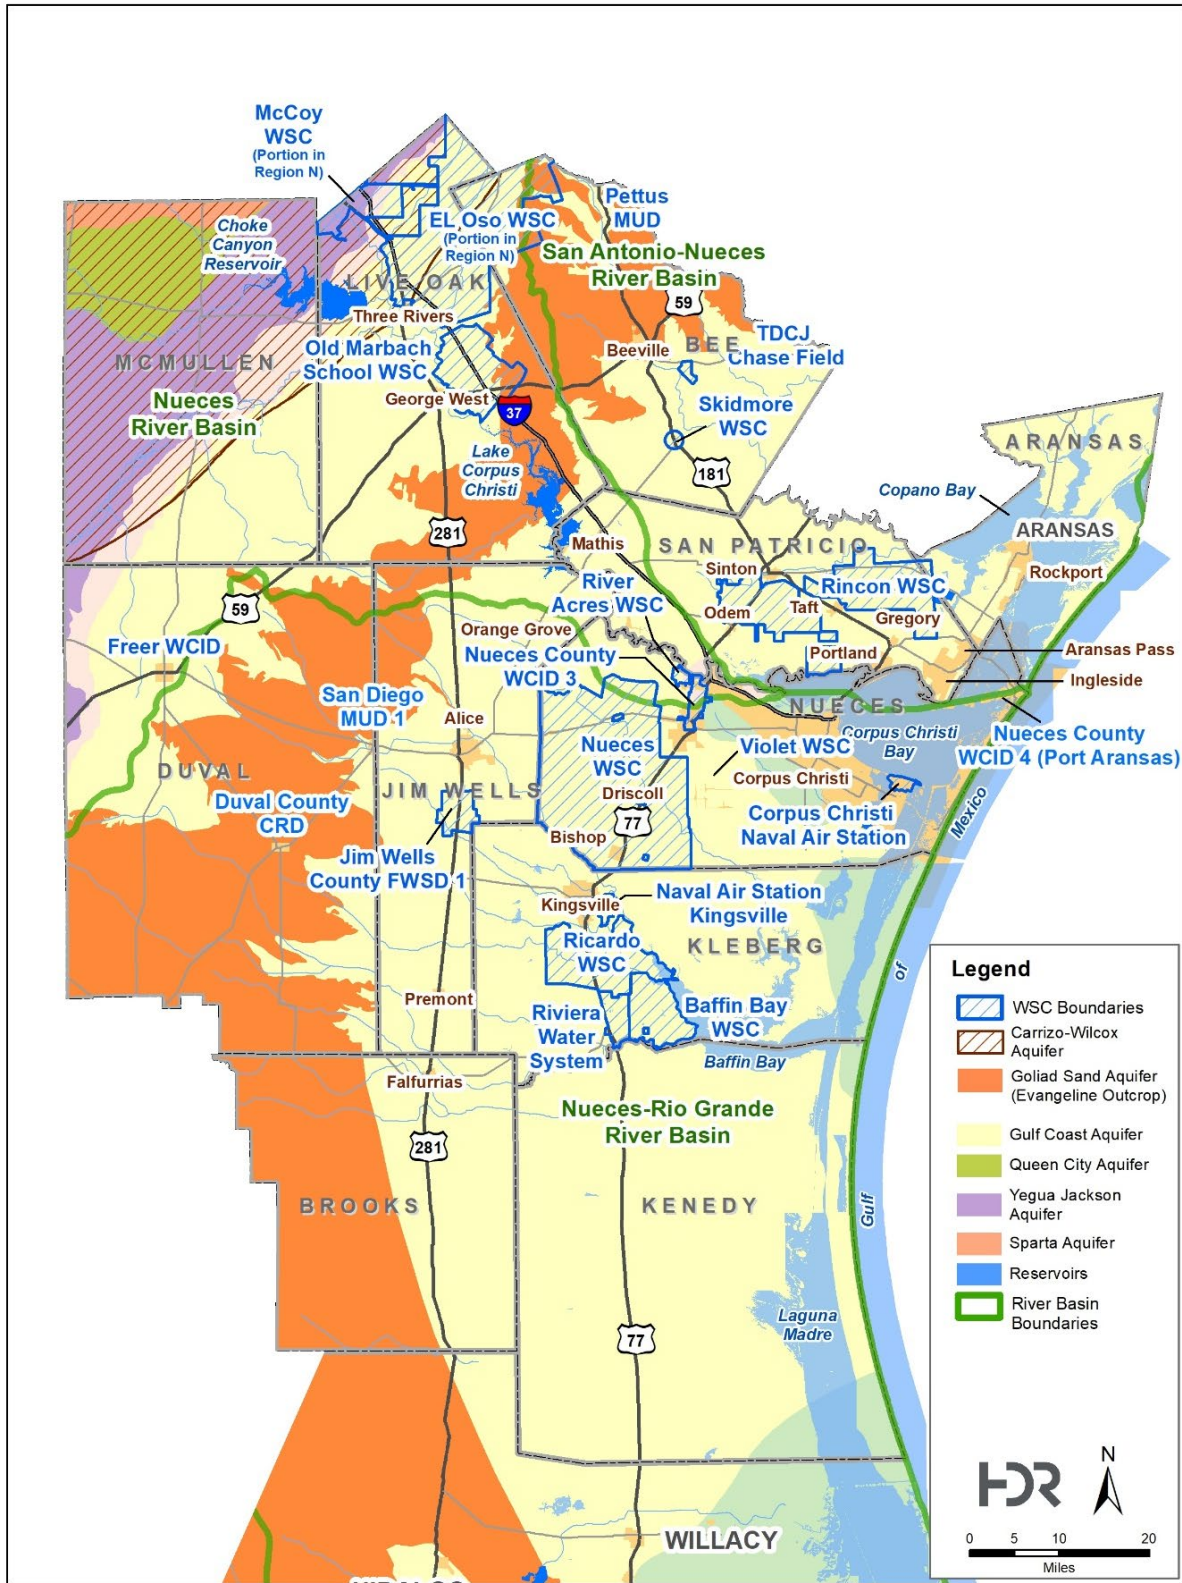 McCoy
WSC
(Portion in
Region N)
Choke
Canyon
Reservoir
EL Oso WSC
(Portion in
Region N)
Pettus
MUD
San Antonio-Nueces
River Basin
LIVE OAK
59
Three Rivers
MCMULLEN
Old Marbach
School WSC
Beeville
BEE
TDCJ
Chase Field
Nueces
River Basin
George West
37
Skidmore
WSC
Lake
Corpus
Christi
181
ARANSAS
Copano Bay
ARANSAS
281
Mathis
SAN PATRICIO
Sinton
Rockport
River
Acres WSC
Rincon WSC
59
Odem
Taft
Gregory
Orange Grove
Freer WCID
Nueces County
WCID 3
Portland
Aransas Pass
Ingleside
San Diego
MUD 1
Alice
NUECES
Nueces County
WCID 4 (Port Aransas)
Nueces
WSC
Violet WSC
Corpus Christi
Bay
DUVAL
JIM WELLS
Driscoll
Corpus Christi
Duval County
CRD
77
Corpus Christi
Naval Air Station
Bishop
Jim Wells
County FWSD 1
Naval Air Station
Kingsville
Kingsville
Ricardo
WSC
KLEBERG
Gulf of Mexico
Premont
Riviera
Water
System
Baffin Bay
WSC
Baffin Bay
Falfurrias
Nueces-Rio Grande
River Basin
281
BROOKS
KENEDY
Laguna
Madre
77
WILLACY
HIDALGO
Legend
WSC Boundaries
Carrizo-Wilcox
Aquifer
Goliad Sand Aquifer
(Evangeline Outcrop)
Gulf Coast Aquifer
Queen City Aquifer
Yegua Jackson
Aquifer
Sparta Aquifer
Reservoirs
River Basin
Boundaries
HDR
N
0 5 10 20
Miles